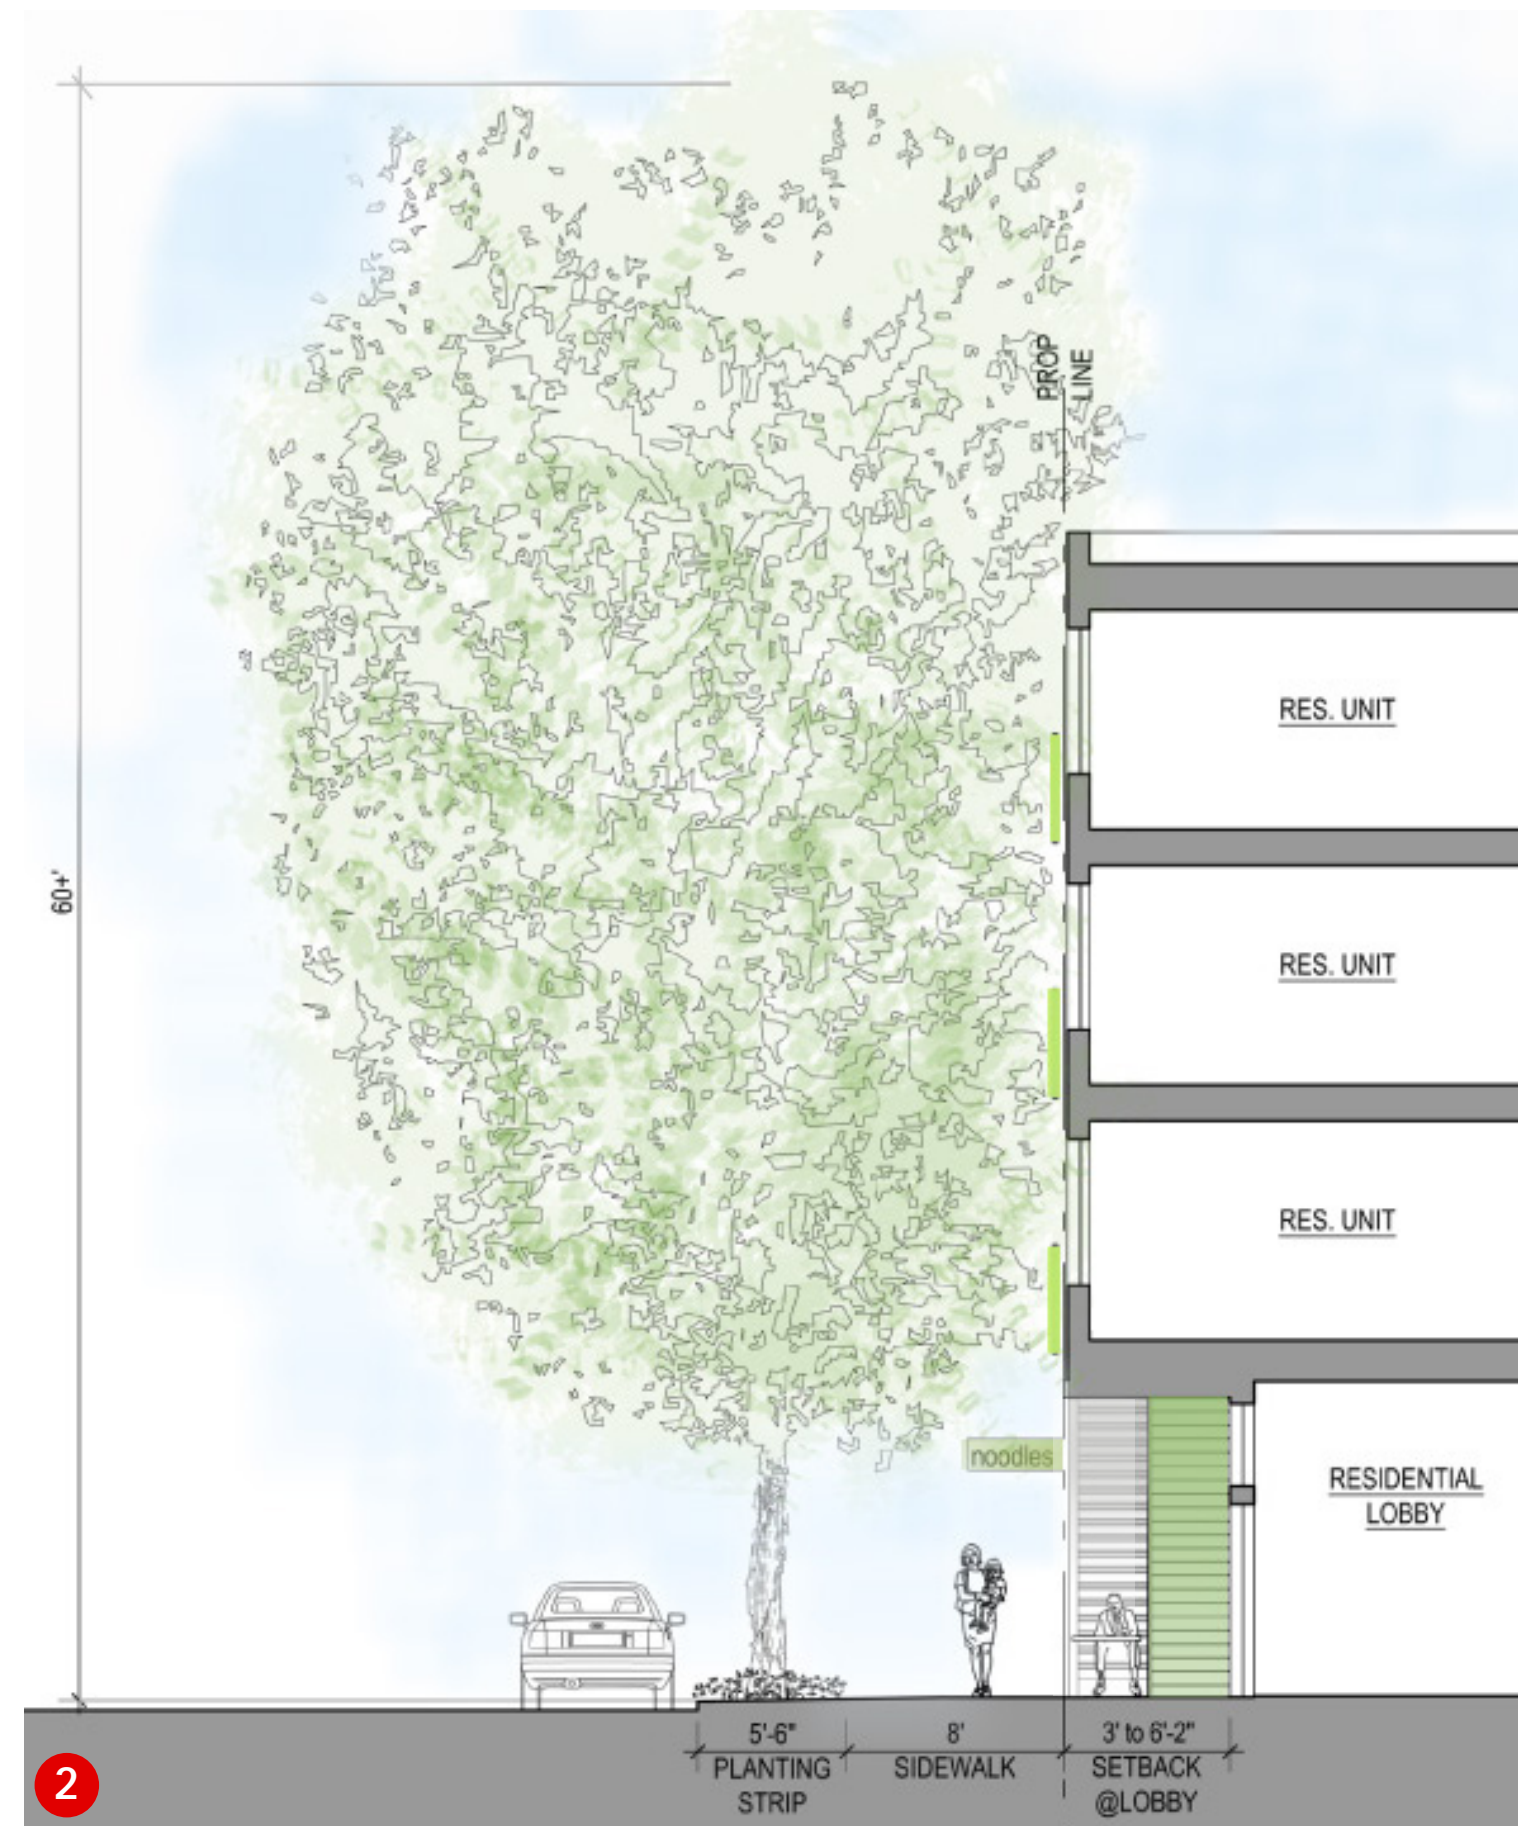 PROP
LINE
60+'
RES. UNIT
RES. UNIT
RES. UNIT
noodles
RESIDENTIAL
LOBBY
5'-6"
PLANTING
STRIP
8'
SIDEWALK
3' to 6'-2"
SETBACK
@LOBBY
2